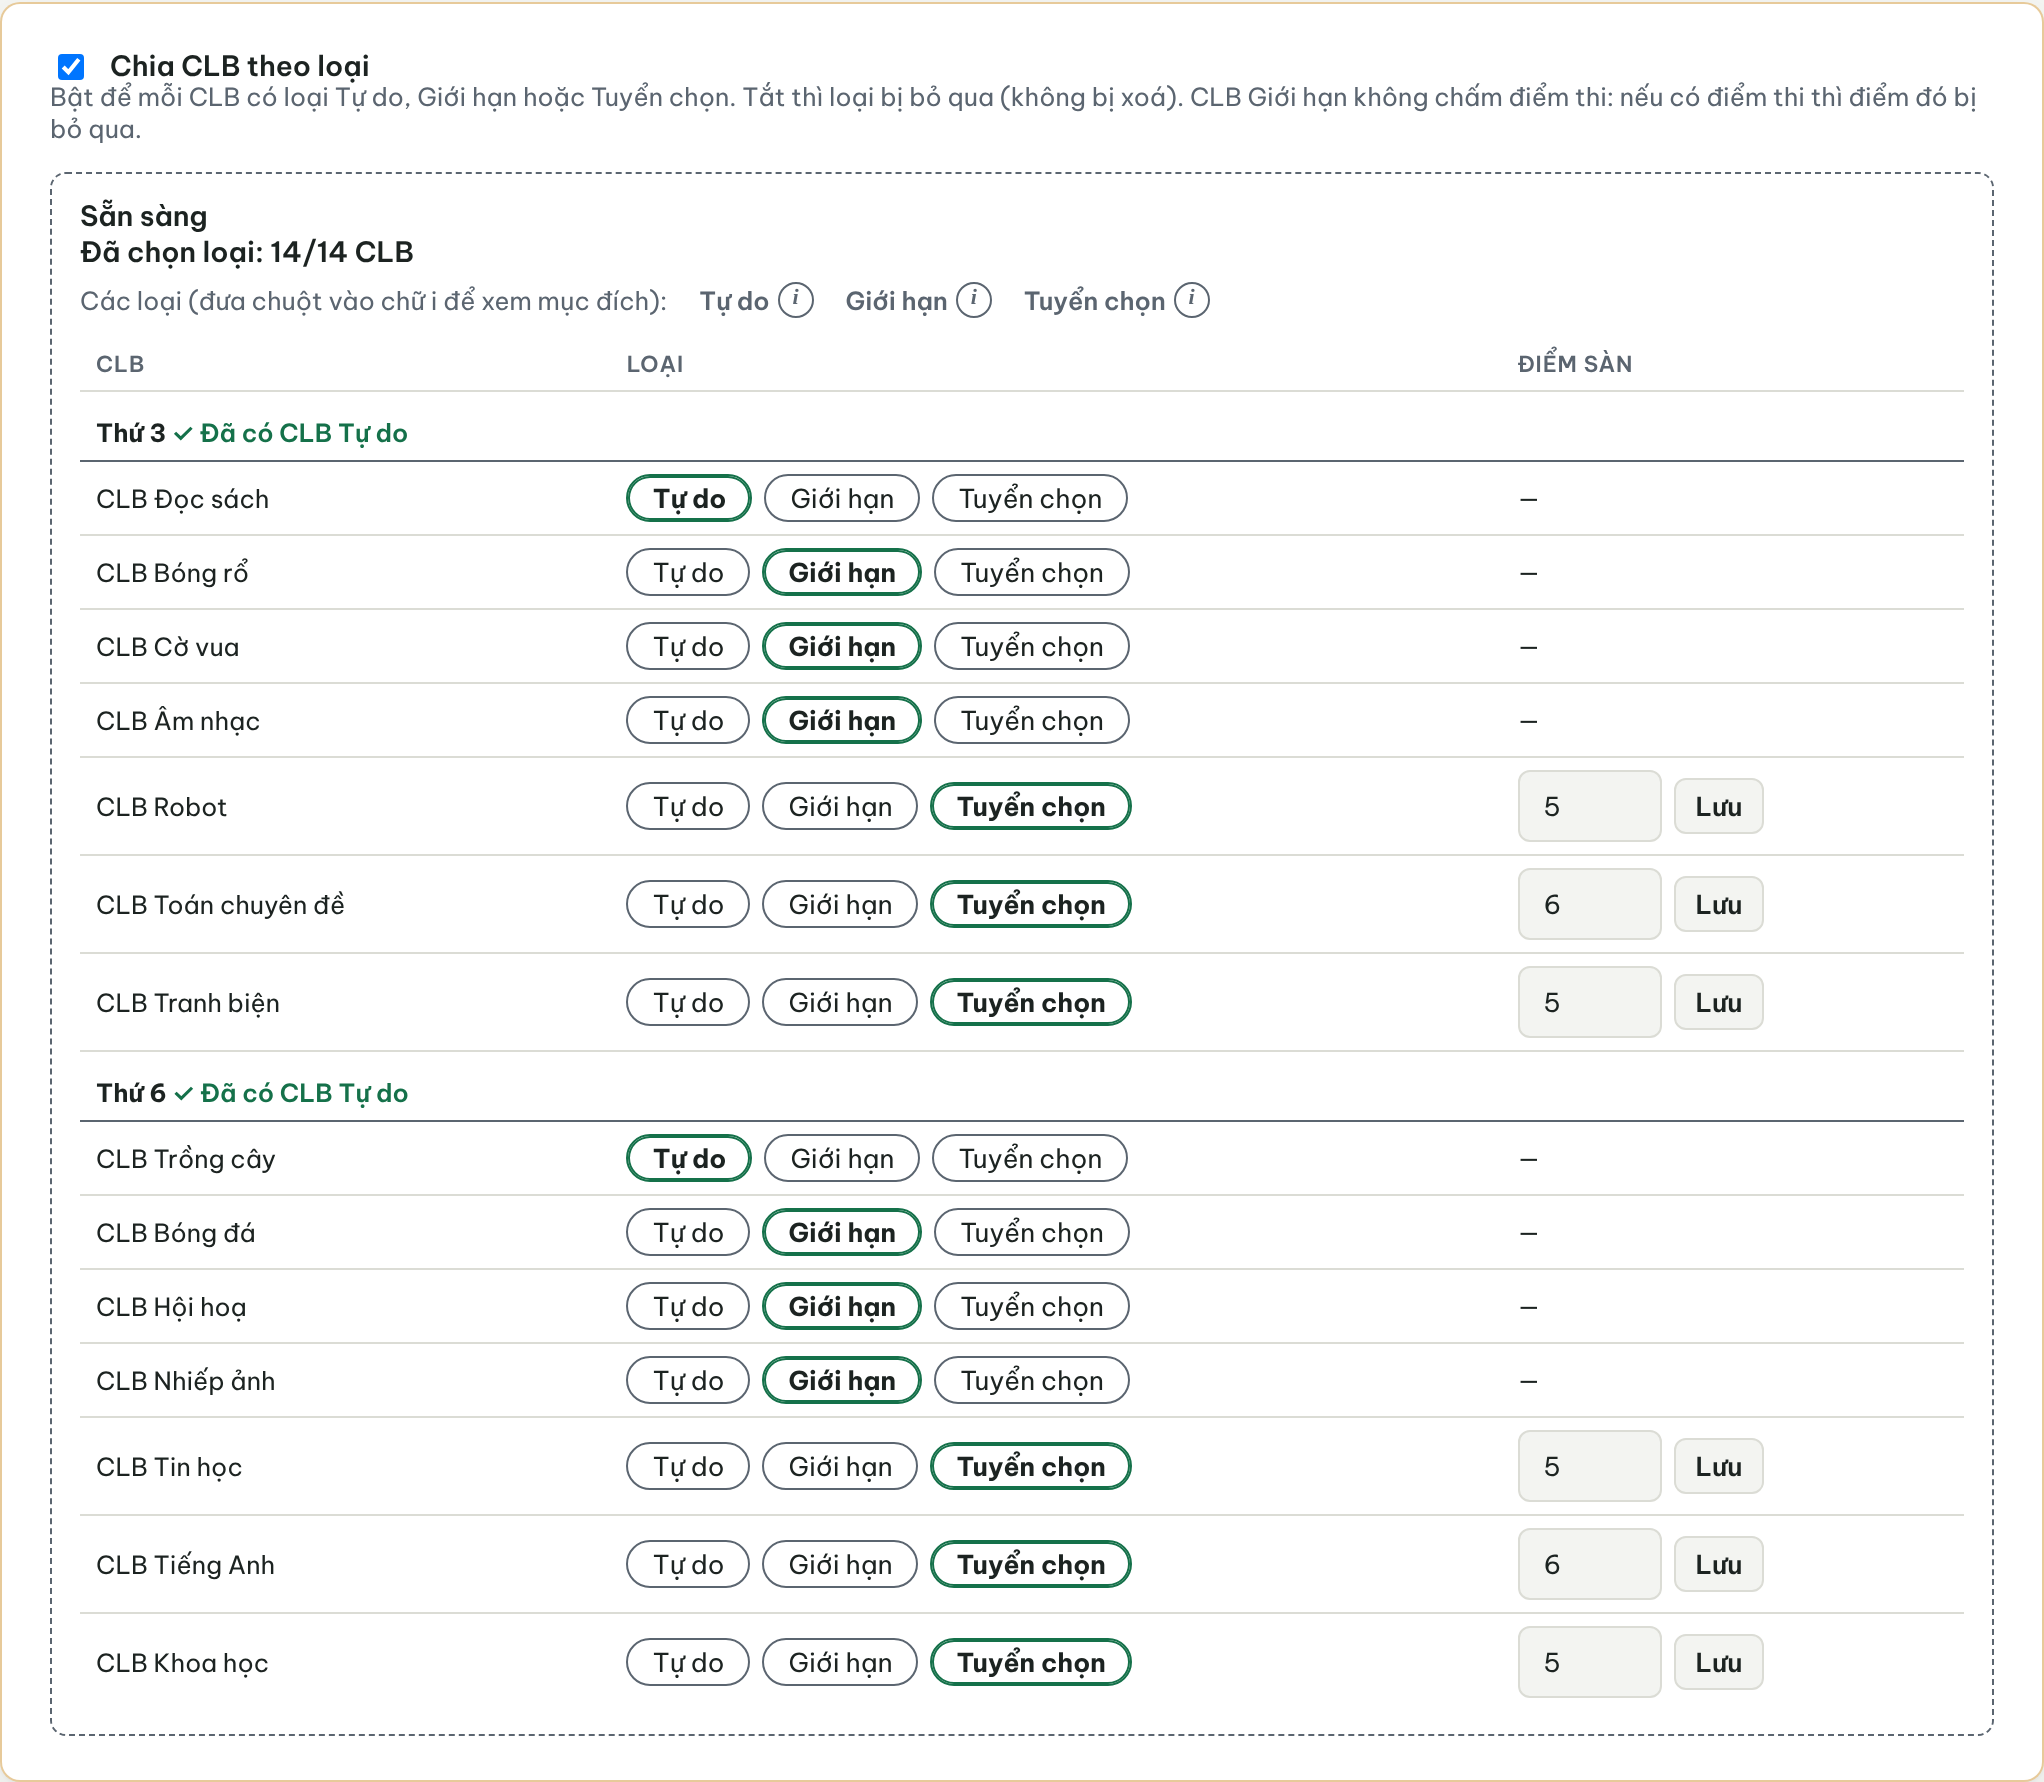 Chia CLB theo loại
Bật để mỗi CLB có loại Tự do, Giới hạn hoặc Tuyển chọn. Tắt thì loại bị bỏ qua (không bị xoá). CLB Giới hạn không chấm điểm thi: nếu có điểm thi thì điểm đó bị
bỏ qua.
Sẵn sàng
Đã chọn loại: 14/14 CLB
Các loại (đưa chuột vào chữ i để xem mục đích): Tự do i Giới hạn i Tuyển chọn i
CLB LOẠI ĐIỂM SÀN
Thứ 3 ✓ Đã có CLB Tự do
CLB Đọc sách Tự do Giới hạn Tuyển chọn –
CLB Bóng rổ Tự do Giới hạn Tuyển chọn –
CLB Cờ vua Tự do Giới hạn Tuyển chọn –
CLB Âm nhạc Tự do Giới hạn Tuyển chọn –
CLB Robot Tự do Giới hạn Tuyển chọn 5 Lưu
CLB Toán chuyên đề Tự do Giới hạn Tuyển chọn 6 Lưu
CLB Tranh biện Tự do Giới hạn Tuyển chọn 5 Lưu
Thứ 6 ✓ Đã có CLB Tự do
CLB Trồng cây Tự do Giới hạn Tuyển chọn –
CLB Bóng đá Tự do Giới hạn Tuyển chọn –
CLB Hội hoạ Tự do Giới hạn Tuyển chọn –
CLB Nhiếp ảnh Tự do Giới hạn Tuyển chọn –
CLB Tin học Tự do Giới hạn Tuyển chọn 5 Lưu
CLB Tiếng Anh Tự do Giới hạn Tuyển chọn 6 Lưu
CLB Khoa học Tự do Giới hạn Tuyển chọn 5 Lưu